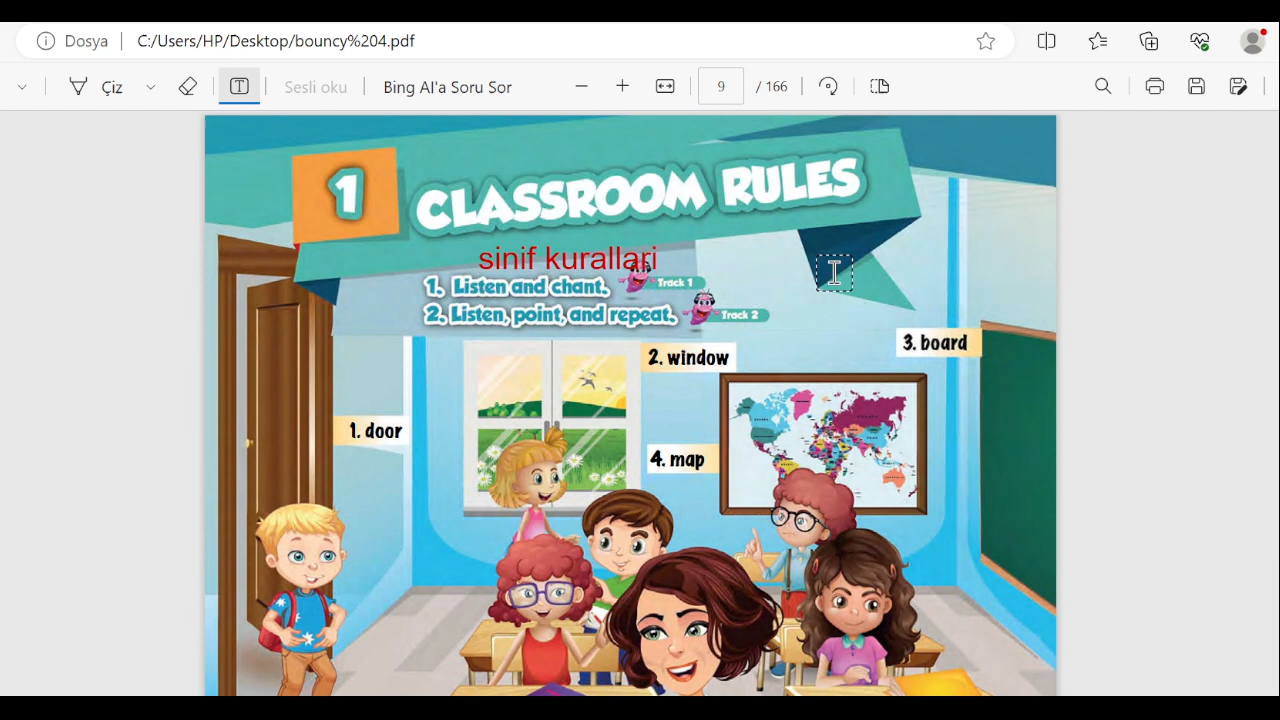 Dosya C:/Users/HP/Desktop/bouncy%204.pdf
Çiz Sesli oku Bing AI'a Soru Sor 9 / 166
1 CLASSROOM RULES
sinif kurallari
1. Listen and chant. Track 1
2. Listen, point, and repeat. Track 2
3. board
2. window
1. door
4. map